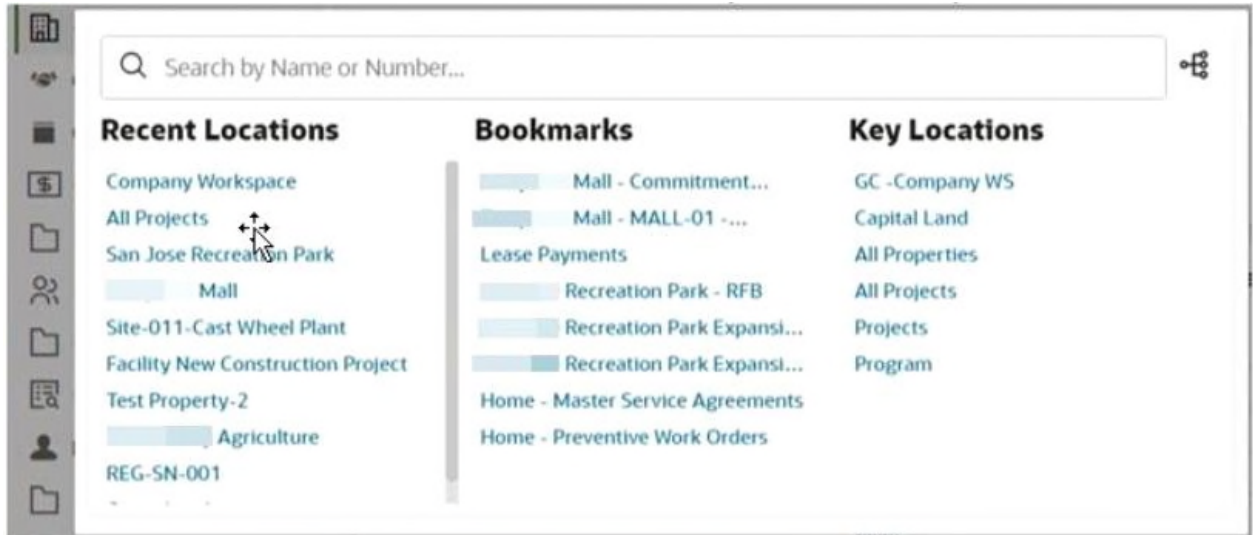 Search by Name or Number...
Recent Locations
Company Workspace
All Projects
San Jose Recreation Park
Mall
Site-011-Cast Wheel Plant
Facility New Construction Project
Test Property-2
Agriculture
REG-SN-001
Bookmarks
Mall - Commitment...
Mall - MALL-01 -...
Lease Payments
Recreation Park - RFB
Recreation Park Expansi...
Recreation Park Expansi...
Home - Master Service Agreements
Home - Preventive Work Orders
Key Locations
GC -Company WS
Capital Land
All Properties
All Projects
Projects
Program